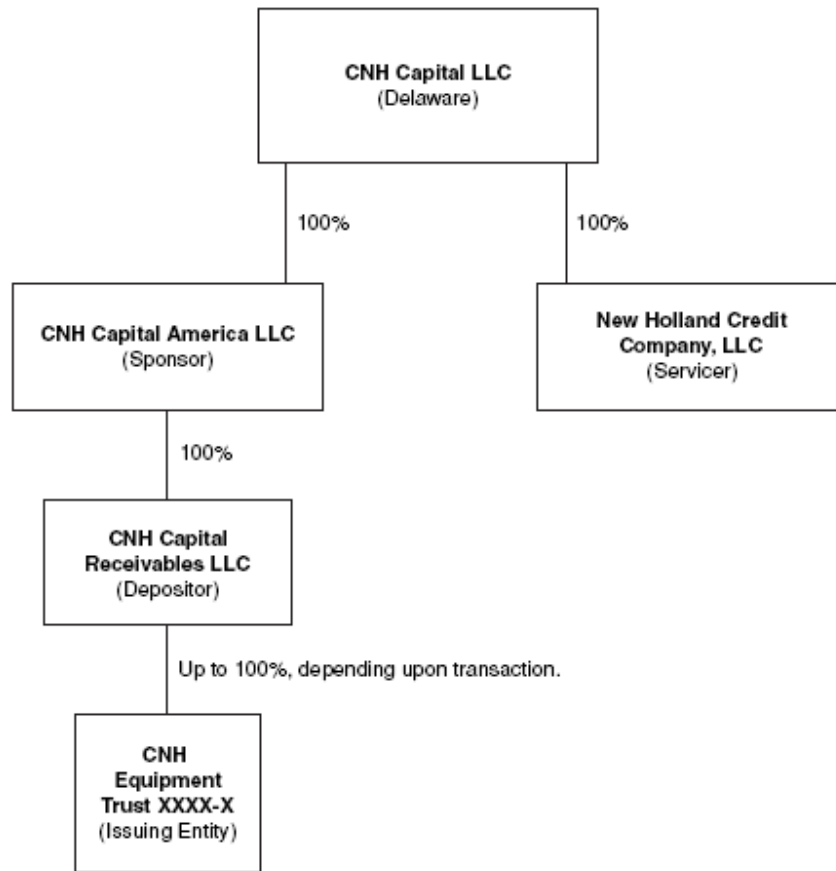 CNH Capital LLC
(Delaware)
100%
100%
CNH Capital America LLC
(Sponsor)
New Holland Credit
Company, LLC
(Servicer)
100%
CNH Capital
Receivables LLC
(Depositor)
Up to 100%, depending upon transaction.
CNH
Equipment
Trust XXXX-X
(Issuing Entity)